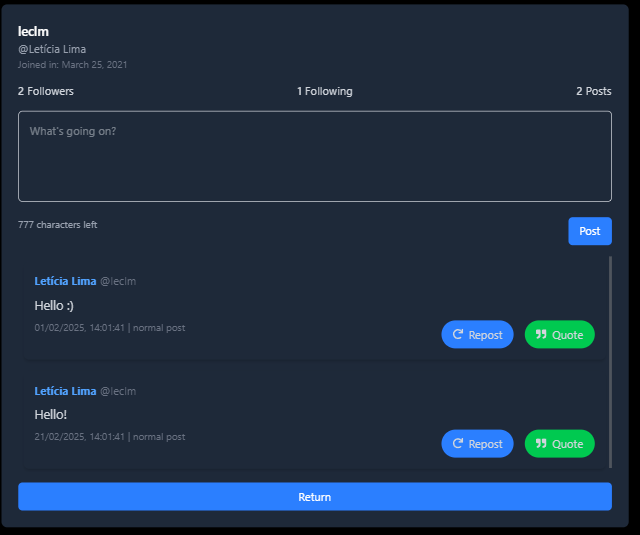 leclm
@Letícia Lima
Joined in: March 25, 2021
2 Followers 1 Following 2 Posts
What's going on?
777 characters left
Post
Letícia Lima @leclm
Hello :)
01/02/2025, 14:01:41 | normal post
Repost Quote
Letícia Lima @leclm
Hello!
21/02/2025, 14:01:41 | normal post
Repost Quote
Return